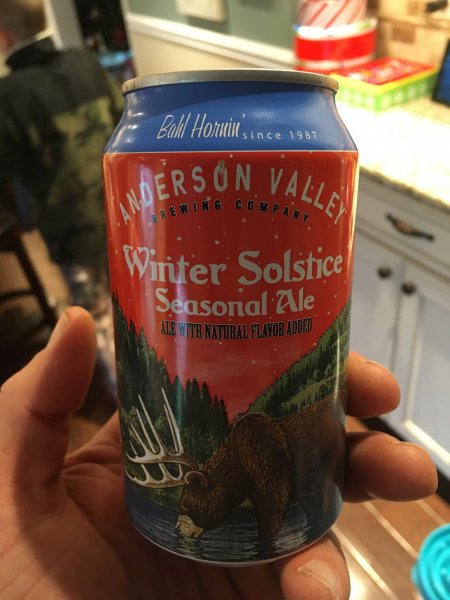 Bahl Hornin' since 1987
ANDERSON VALLEY
BREWING COMPANY
Winter Solstice
Seasonal Ale
ALE WITH NATURAL FLAVOR ADDED